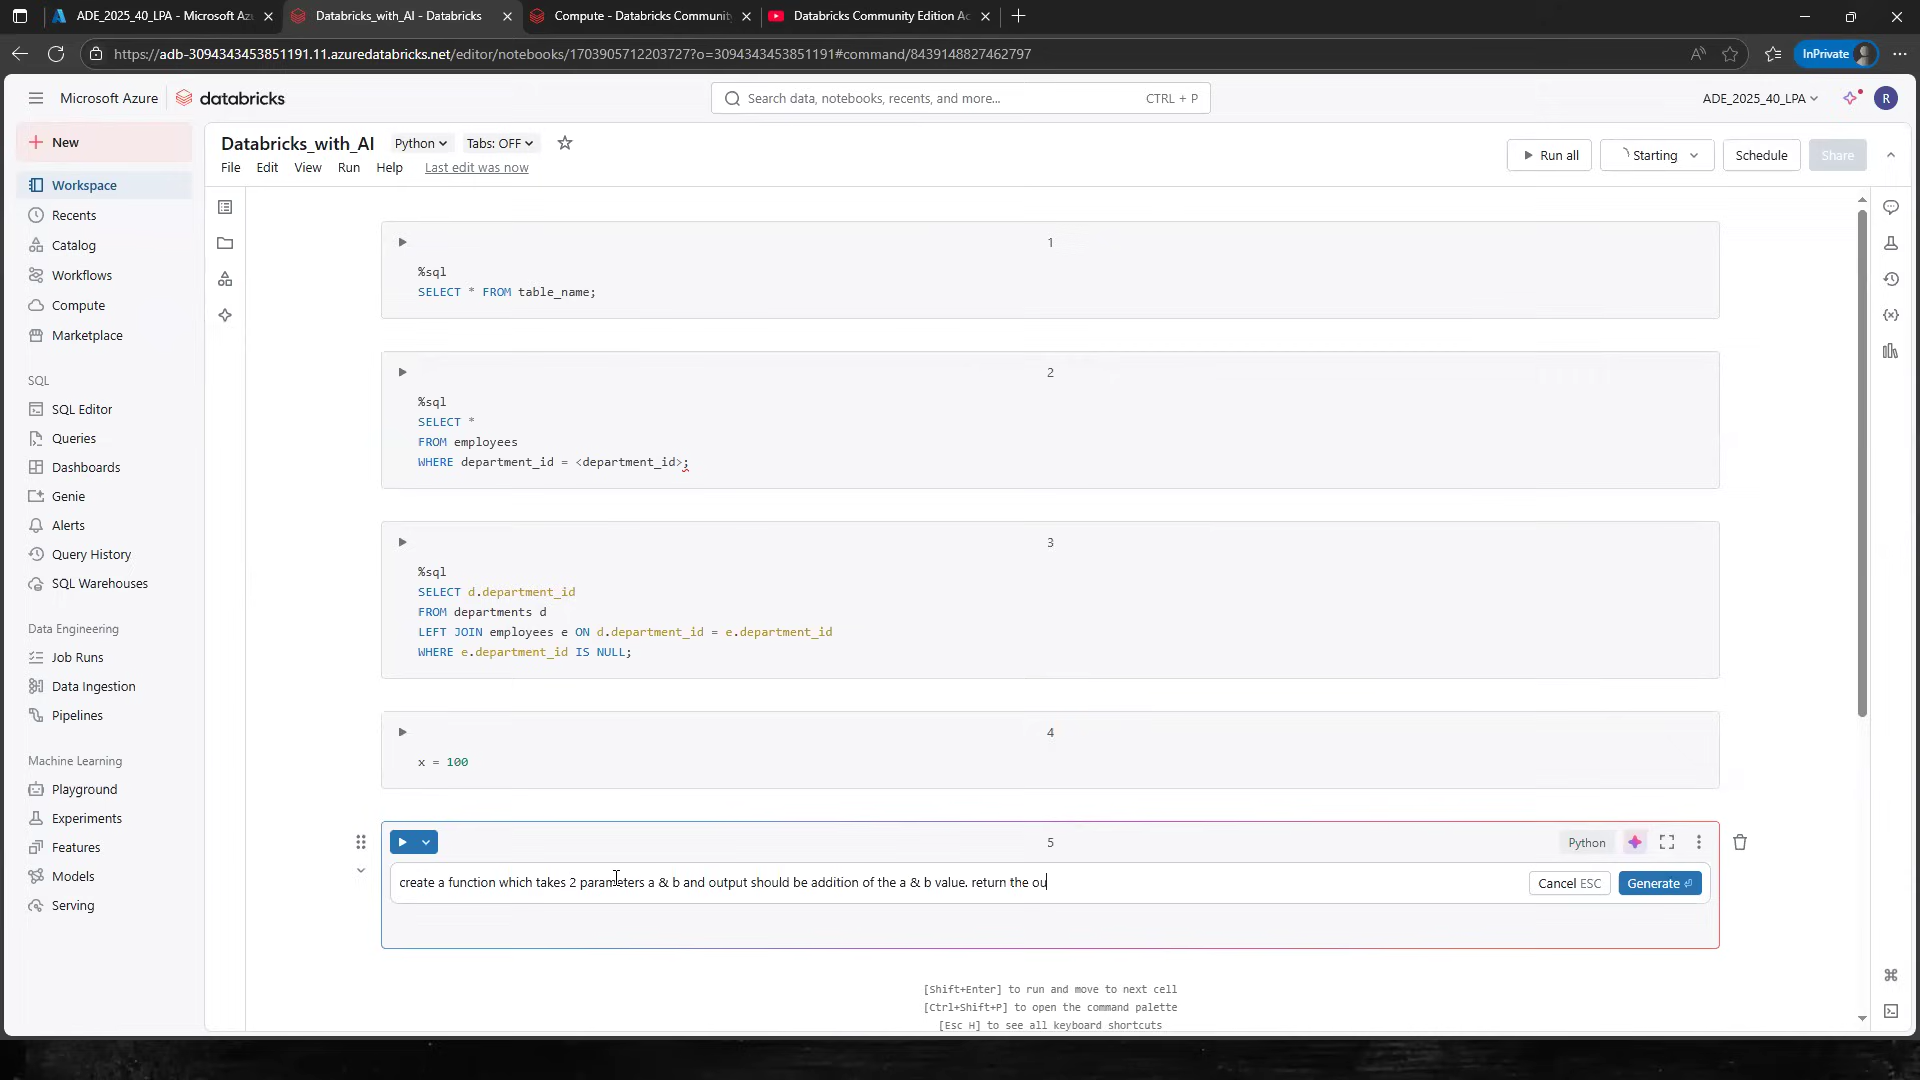 ADE_2025_40_LPA - Microsoft Az
Databricks_with_AI - Databricks
Compute - Databricks Communit
Databricks Community Edition Ac
https://adb-3094343453851191.11.azuredatabricks.net/editor/notebooks/1703905712203727?o=3094343453851191#command/8439148827462797
InPrivate
Microsoft Azure
databricks
Search data, notebooks, recents, and more...
CTRL + P
ADE_2025_40_LPA
R
New
Workspace
Recents
Catalog
Workflows
Compute
Marketplace
SQL
SQL Editor
Queries
Dashboards
Genie
Alerts
Query History
SQL Warehouses
Data Engineering
Job Runs
Data Ingestion
Pipelines
Machine Learning
Playground
Experiments
Features
Models
Serving
Databricks_with_AI
Python
Tabs: OFF
File Edit View Run Help Last edit was now
Run all
Starting
Schedule
Share
1
%sql
SELECT * FROM table_name;
2
%sql
SELECT *
FROM employees
WHERE department_id = <department_id>;
3
%sql
SELECT d.department_id
FROM departments d
LEFT JOIN employees e ON d.department_id = e.department_id
WHERE e.department_id IS NULL;
4
x = 100
5
Python
create a function which takes 2 parameters a & b and output should be addition of the a & b value. return the ou
Cancel ESC
Generate
[Shift+Enter] to run and move to next cell
[Ctrl+Shift+P] to open the command palette
[Esc H] to see all keyboard shortcuts